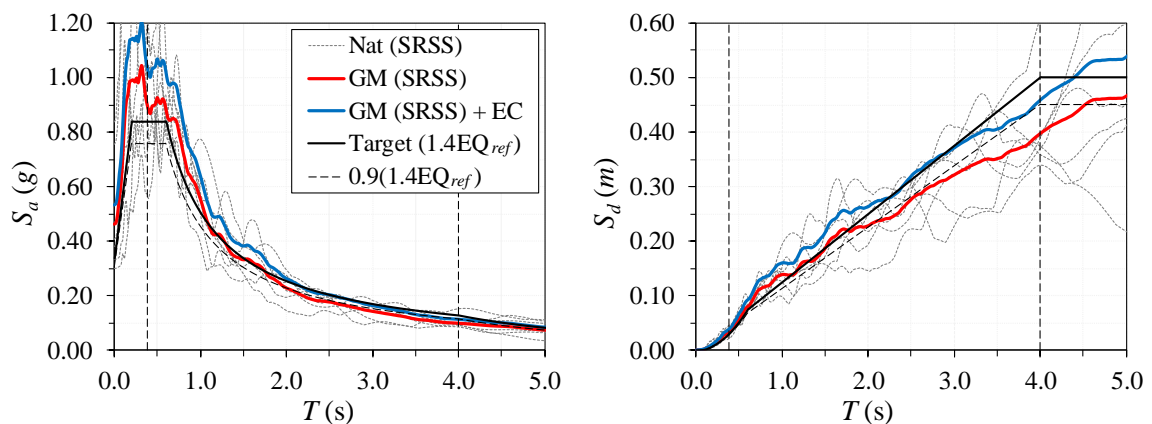 1.20
1.00
0.80
0.60
0.40
0.20
0.00
S_a (g)
0.0 1.0 2.0 3.0 4.0 5.0
T (s)
Nat (SRSS)
GM (SRSS)
GM (SRSS) + EC
Target (1.4EQ_ref)
0.9(1.4EQ_ref)
0.60
0.50
0.40
0.30
0.20
0.10
0.00
S_d (m)
0.0 1.0 2.0 3.0 4.0 5.0
T (s)